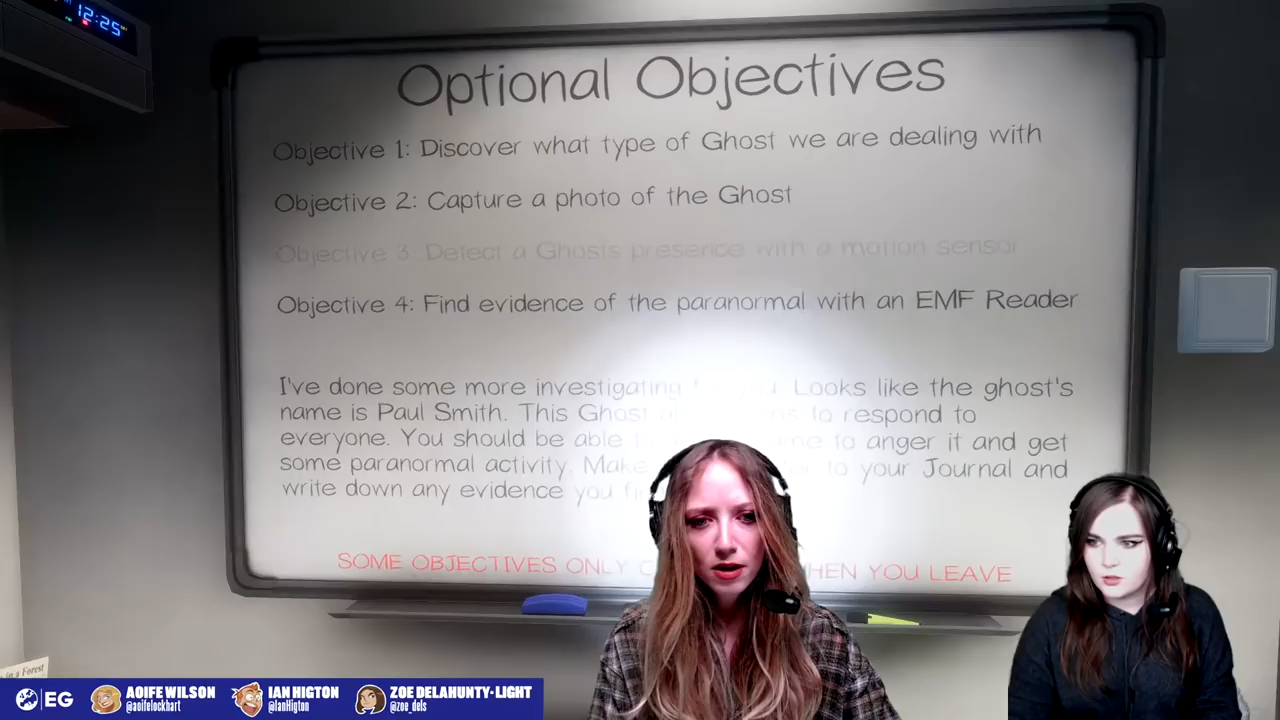 12:25
Optional Objectives
Objective 1: Discover what type of Ghost we are dealing with
Objective 2: Capture a photo of the Ghost
Objective 3: Detect a Ghosts presence with a motion sensor
Objective 4: Find evidence of the paranormal with an EMF Reader
I've done some more investigating Looks like the ghost's
name is Paul Smith. This Ghost to respond to
everyone. You should be able to anger it and get
some paranormal activity. Make to your Journal and
write down any evidence you
SOME OBJECTIVES ONLY WHEN YOU LEAVE
in a Forest
EG
AOIFE WILSON
@aoifelockhart
IAN HIGTON
@IanHigton
ZOE DELAHUNTY-LIGHT
@zoe_dels